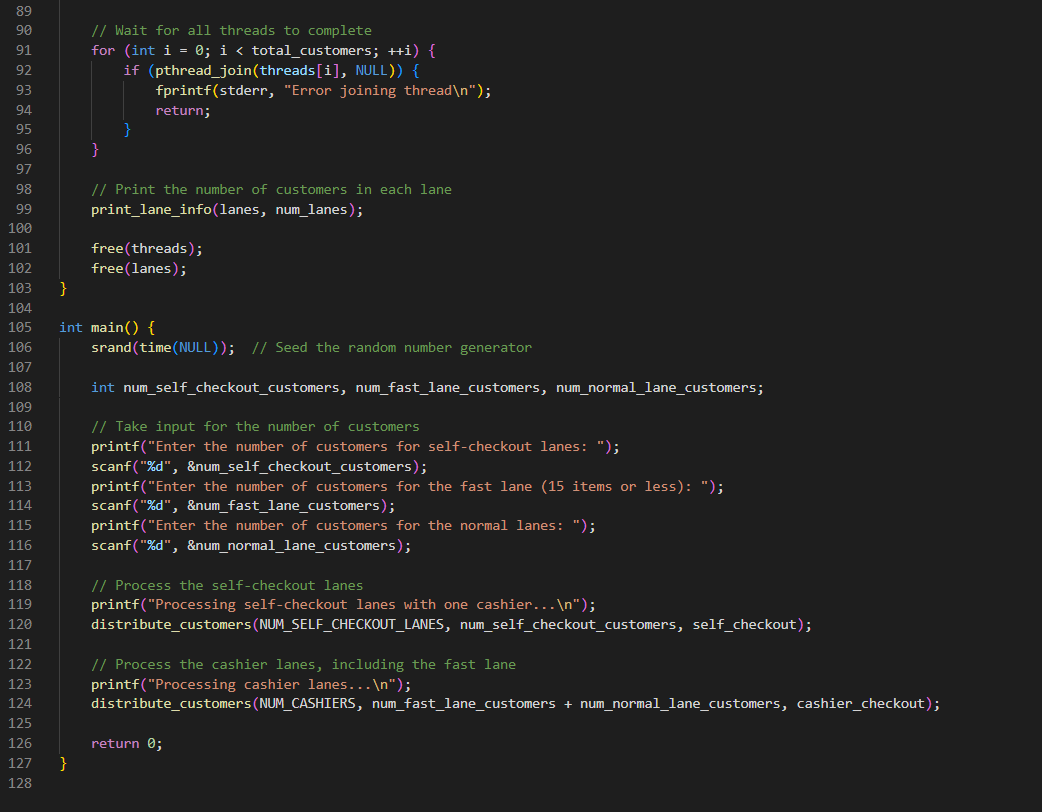 89
90 // Wait for all threads to complete
91 for (int i = 0; i < total_customers; ++i) {
92 if (pthread_join(threads[i], NULL)) {
93 fprintf(stderr, "Error joining thread\n");
94 return;
95 }
96 }
97
98 // Print the number of customers in each lane
99 print_lane_info(lanes, num_lanes);
100
101 free(threads);
102 free(lanes);
103 }
104
105 int main() {
106 srand(time(NULL));  // Seed the random number generator
107
108 int num_self_checkout_customers, num_fast_lane_customers, num_normal_lane_customers;
109
110 // Take input for the number of customers
111 printf("Enter the number of customers for self-checkout lanes: ");
112 scanf("%d", &num_self_checkout_customers);
113 printf("Enter the number of customers for the fast lane (15 items or less): ");
114 scanf("%d", &num_fast_lane_customers);
115 printf("Enter the number of customers for the normal lanes: ");
116 scanf("%d", &num_normal_lane_customers);
117
118 // Process the self-checkout lanes
119 printf("Processing self-checkout lanes with one cashier...\n");
120 distribute_customers(NUM_SELF_CHECKOUT_LANES, num_self_checkout_customers, self_checkout);
121
122 // Process the cashier lanes, including the fast lane
123 printf("Processing cashier lanes...\n");
124 distribute_customers(NUM_CASHIERS, num_fast_lane_customers + num_normal_lane_customers, cashier_checkout);
125
126 return 0;
127 }
128